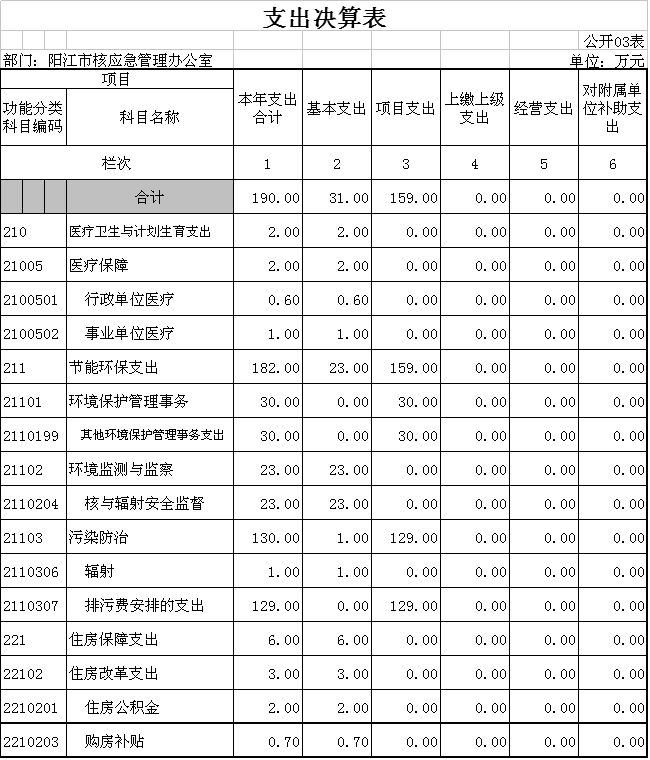 支出决算表
公开03表
部门：阳江市核应急管理办公室 单位：万元
项目 本年支出合计 基本支出 项目支出 上缴上级支出 经营支出 对附属单位补助支出
功能分类科目编码 科目名称
栏次 1 2 3 4 5 6
合计 190.00 31.00 159.00 0.00 0.00 0.00
210 医疗卫生与计划生育支出 2.00 2.00 0.00 0.00 0.00 0.00
21005 医疗保障 2.00 2.00 0.00 0.00 0.00 0.00
2100501 行政单位医疗 0.60 0.60 0.00 0.00 0.00 0.00
2100502 事业单位医疗 1.00 1.00 0.00 0.00 0.00 0.00
211 节能环保支出 182.00 23.00 159.00 0.00 0.00 0.00
21101 环境保护管理事务 30.00 0.00 30.00 0.00 0.00 0.00
2110199 其他环境保护管理事务支出 30.00 0.00 30.00 0.00 0.00 0.00
21102 环境监测与监察 23.00 23.00 0.00 0.00 0.00 0.00
2110204 核与辐射安全监督 23.00 23.00 0.00 0.00 0.00 0.00
21103 污染防治 130.00 1.00 129.00 0.00 0.00 0.00
2110306 辐射 1.00 1.00 0.00 0.00 0.00 0.00
2110307 排污费安排的支出 129.00 0.00 129.00 0.00 0.00 0.00
221 住房保障支出 6.00 6.00 0.00 0.00 0.00 0.00
22102 住房改革支出 3.00 3.00 0.00 0.00 0.00 0.00
2210201 住房公积金 2.00 2.00 0.00 0.00 0.00 0.00
2210203 购房补贴 0.70 0.70 0.00 0.00 0.00 0.00